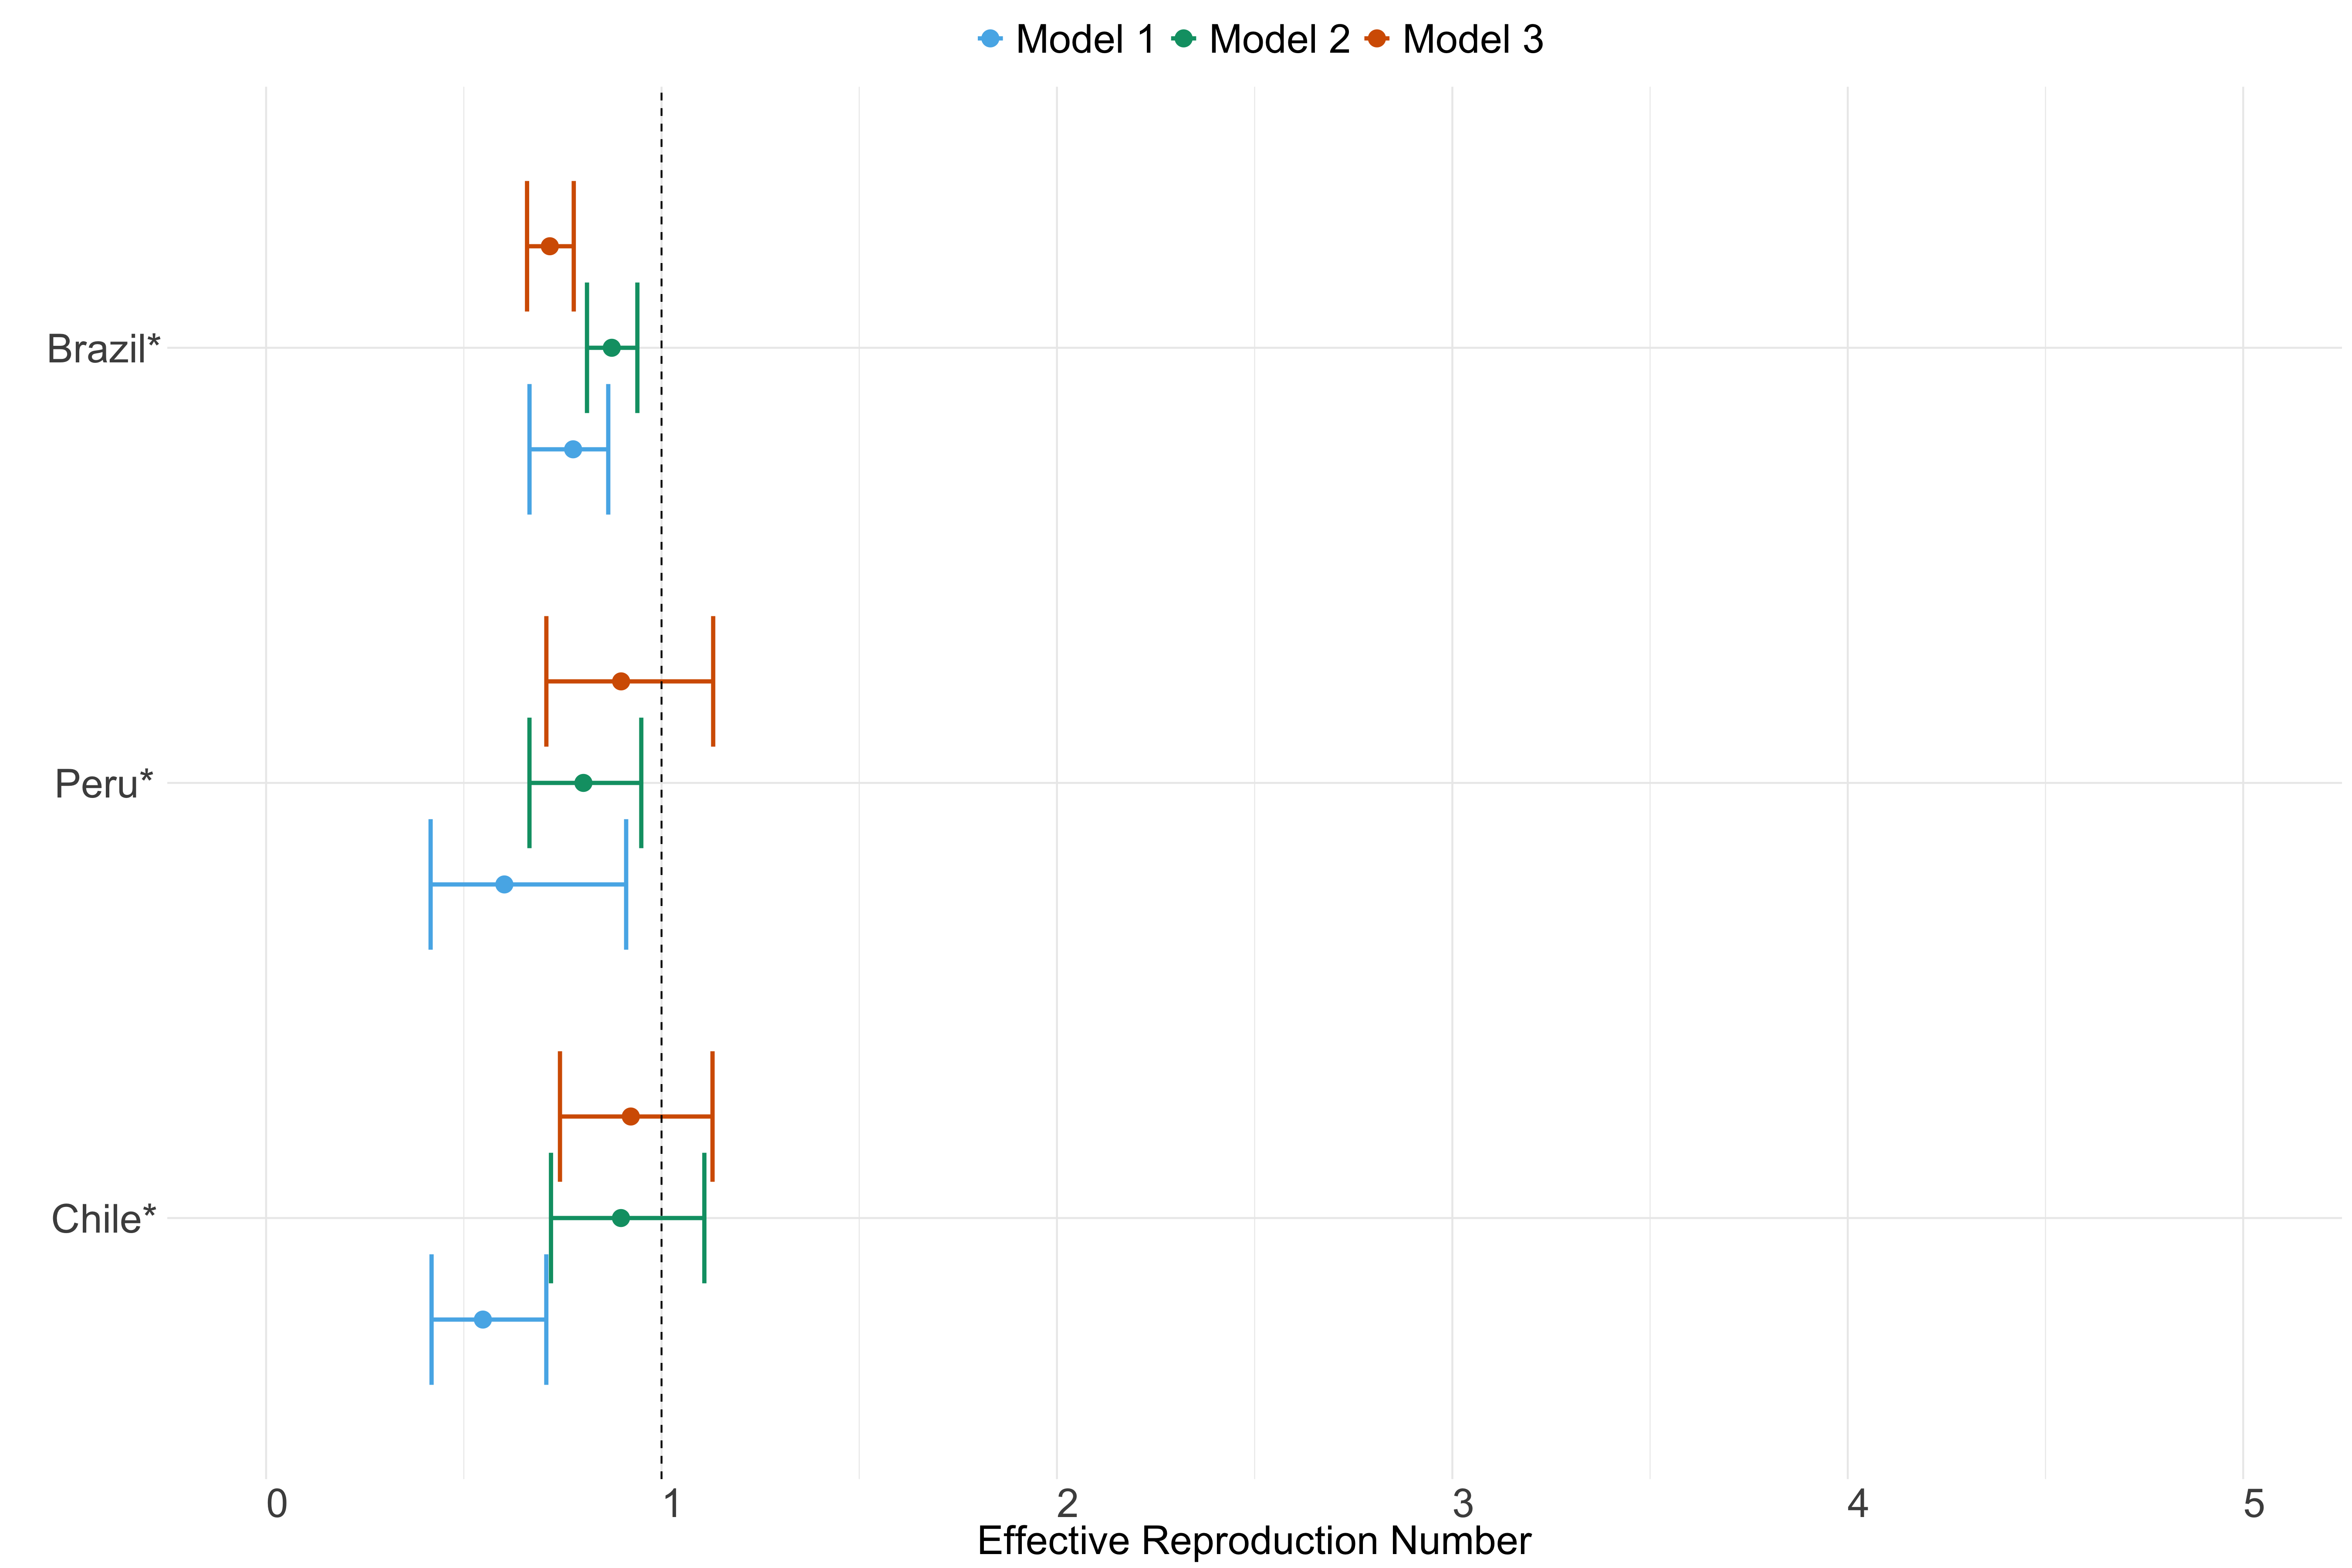 Model 1 Model 2 Model 3
Brazil*
Peru*
Chile*
0 1 2 3 4 5
Effective Reproduction Number